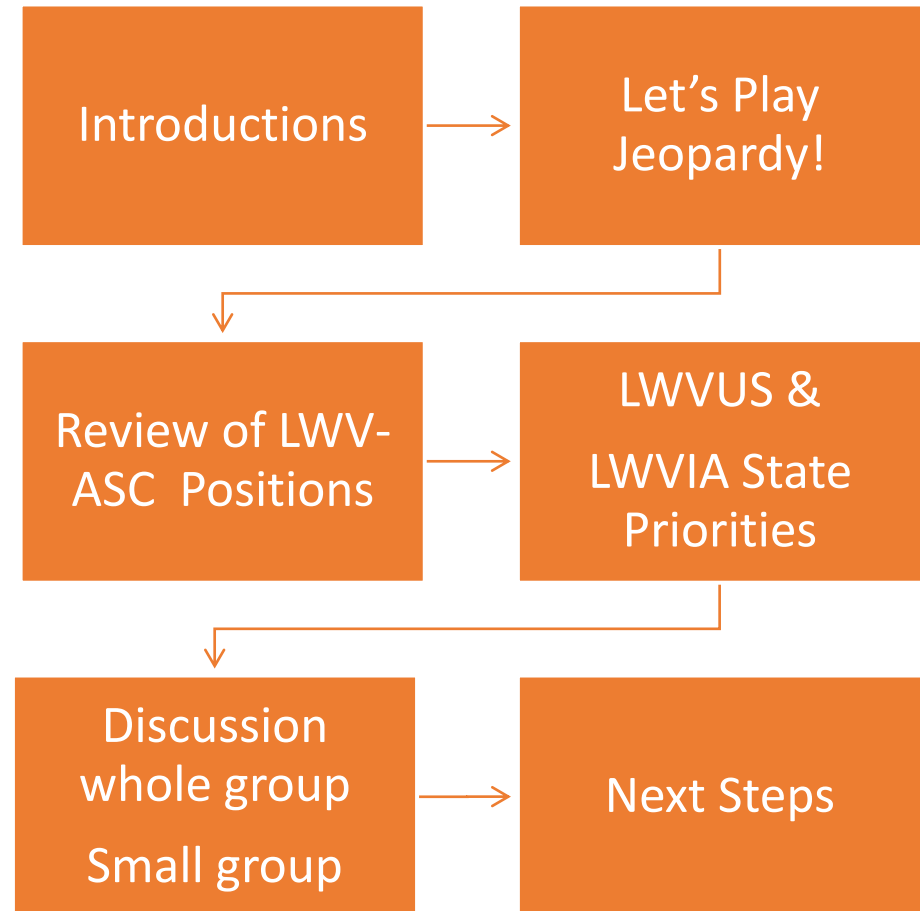 Introductions
Let’s Play
Jeopardy!
Review of LWV-
ASC  Positions
LWVUS &
LWVIA State
Priorities
Discussion
whole group
Small group
Next Steps